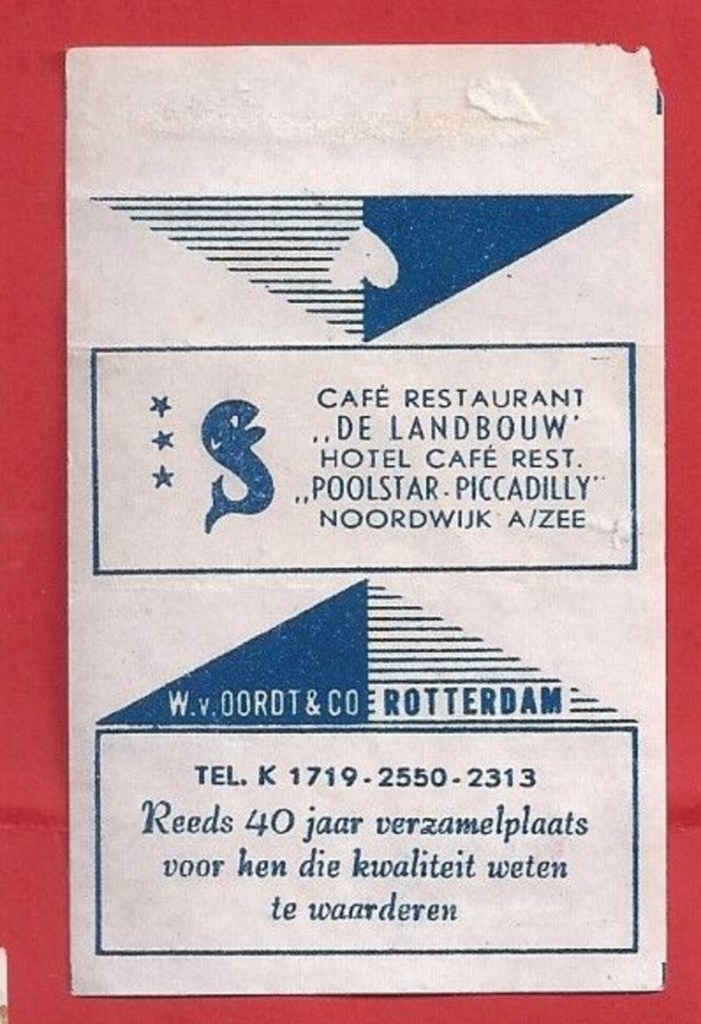 CAFÉ RESTAURANT
,,DE LANDBOUW'
HOTEL CAFÉ REST.
,,POOLSTAR-PICCADILLY"
NOORDWIJK A/ZEE
W.v.OORDT & CO ROTTERDAM
TEL. K 1719-2550-2313
Reeds 40 jaar verzamelplaats
voor hen die kwaliteit weten
te waarderen